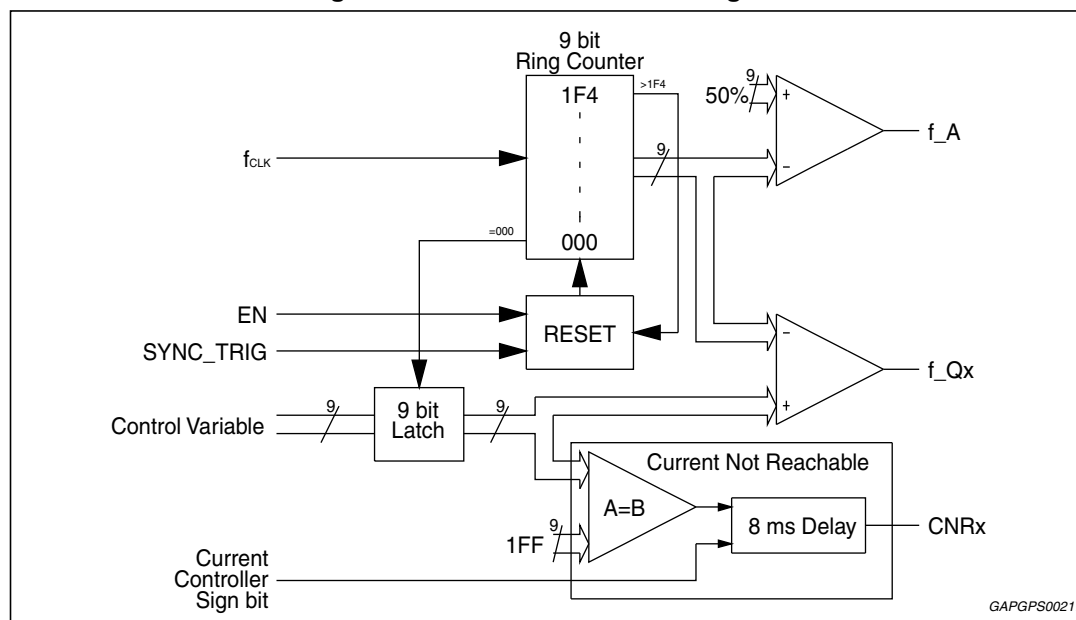 9 bit
Ring Counter
1F4
>1F4
9
50%
+
f_A
fCLK
9
−
=000
000
EN
RESET
SYNC_TRIG
−
f_Qx
+
Control Variable
9
9 bit
Latch
9
Current Not Reachable
A=B
8 ms Delay
CNRx
9
1FF
Current
Controller
Sign bit
GAPGPS0021